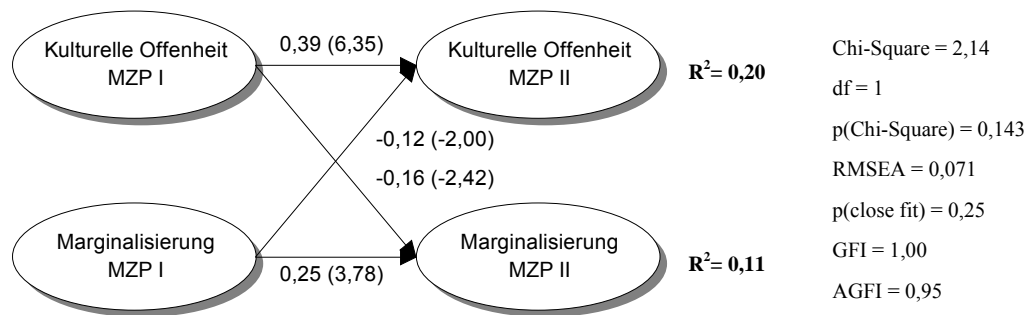 Kulturelle Offenheit
MZP I
0,39 (6,35)
Kulturelle Offenheit
MZP II
R²= 0,20
-0,12 (-2,00)
-0,16 (-2,42)
Marginalisierung
MZP I
0,25 (3,78)
Marginalisierung
MZP II
R²= 0,11
Chi-Square = 2,14
df = 1
p(Chi-Square) = 0,143
RMSEA = 0,071
p(close fit) = 0,25
GFI = 1,00
AGFI = 0,95